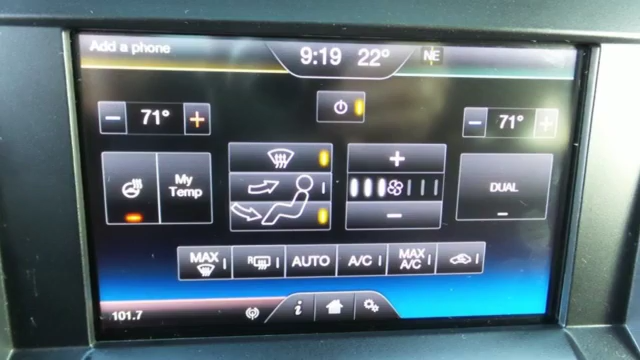 Add a phone
9:19 22° NE
71°
71°
My
Temp
DUAL
MAX
R
AUTO
A/C
MAX
A/C
101.7
i